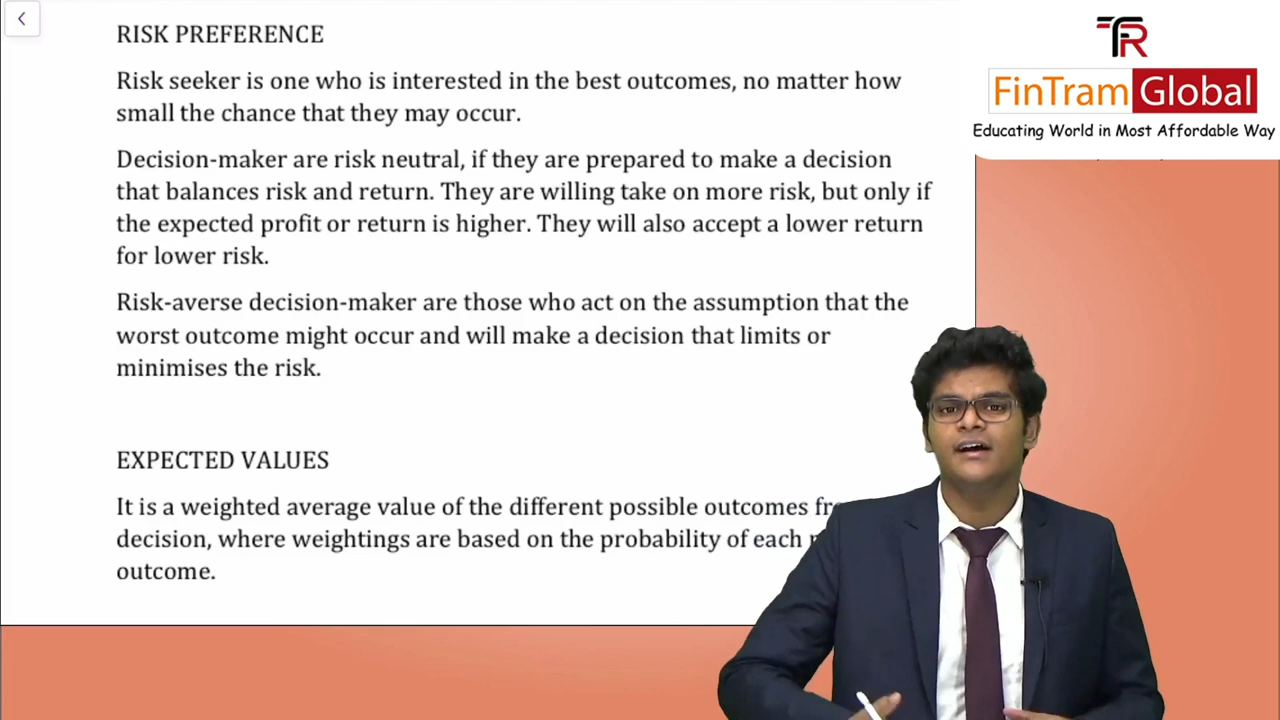 RISK PREFERENCE
Risk seeker is one who is interested in the best outcomes, no matter how
small the chance that they may occur.
Decision-maker are risk neutral, if they are prepared to make a decision
that balances risk and return. They are willing take on more risk, but only if
the expected profit or return is higher. They will also accept a lower return
for lower risk.
Risk-averse decision-maker are those who act on the assumption that the
worst outcome might occur and will make a decision that limits or
minimises the risk.
EXPECTED VALUES
It is a weighted average value of the different possible outcomes
decision, where weightings are based on the probability of each
outcome.
FinTram Global
Educating World in Most Affordable Way